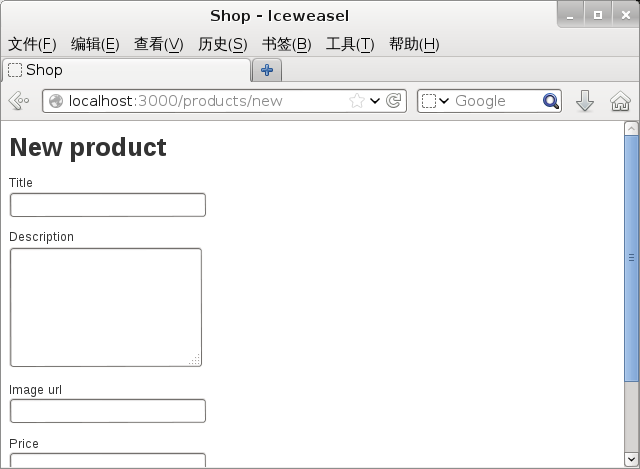 Shop - Iceweasel
文件(F) 编辑(E) 查看(V) 历史(S) 书签(B) 工具(T) 帮助(H)
Shop
localhost:3000/products/new Google
New product
Title
Description
Image url
Price